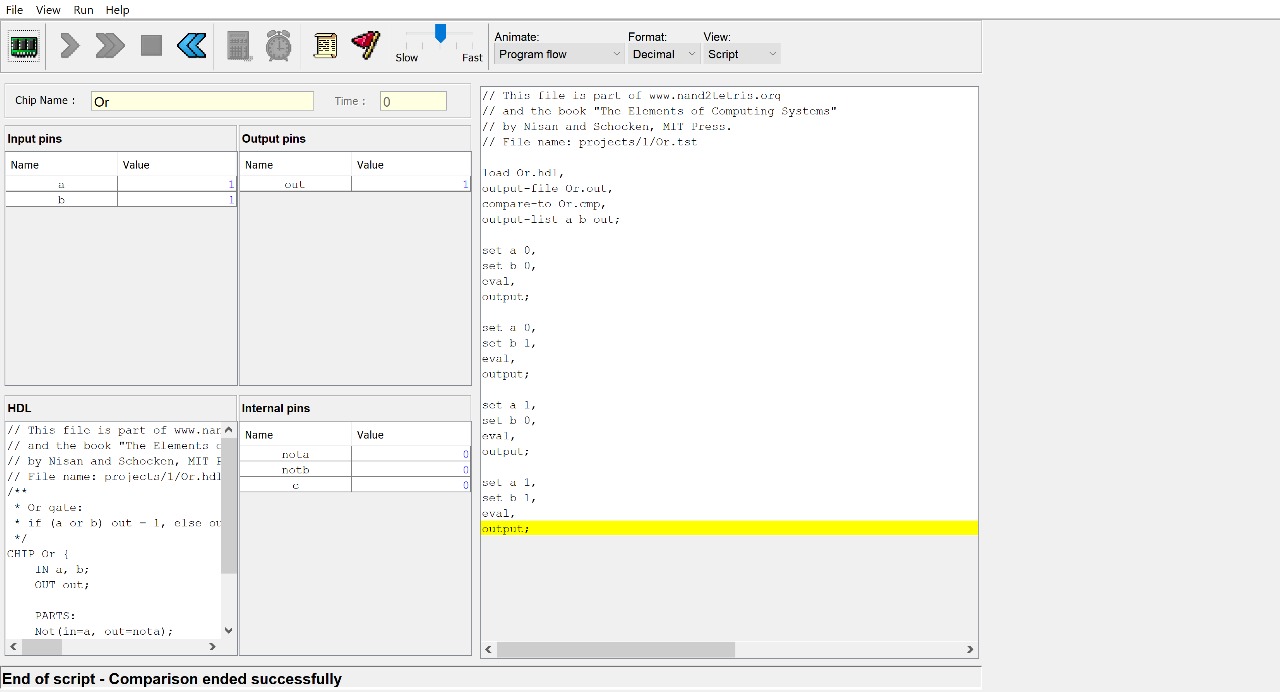 File View Run Help
Animate: Format: View:
Slow Fast Program flow Decimal Script
Chip Name : Or Time : 0
Input pins
Name Value
a 1
b 1
Output pins
Name Value
out 1
HDL
// This file is part of www.nan
// and the book "The Elements o
// by Nisan and Schocken, MIT P
// File name: projects/1/Or.hdl
/**
* Or gate:
* if (a or b) out = 1, else ou
*/
CHIP Or {
IN a, b;
OUT out;
PARTS:
Not(in=a, out=nota);
Internal pins
Name Value
nota 0
notb 0
c 0
// This file is part of www.nand2tetris.org
// and the book "The Elements of Computing Systems"
// by Nisan and Schocken, MIT Press.
// File name: projects/1/Or.tst
load Or.hdl,
output-file Or.out,
compare-to Or.cmp,
output-list a b out;
set a 0,
set b 0,
eval,
output;
set a 0,
set b 1,
eval,
output;
set a 1,
set b 0,
eval,
output;
set a 1,
set b 1,
eval,
output;
End of script - Comparison ended successfully